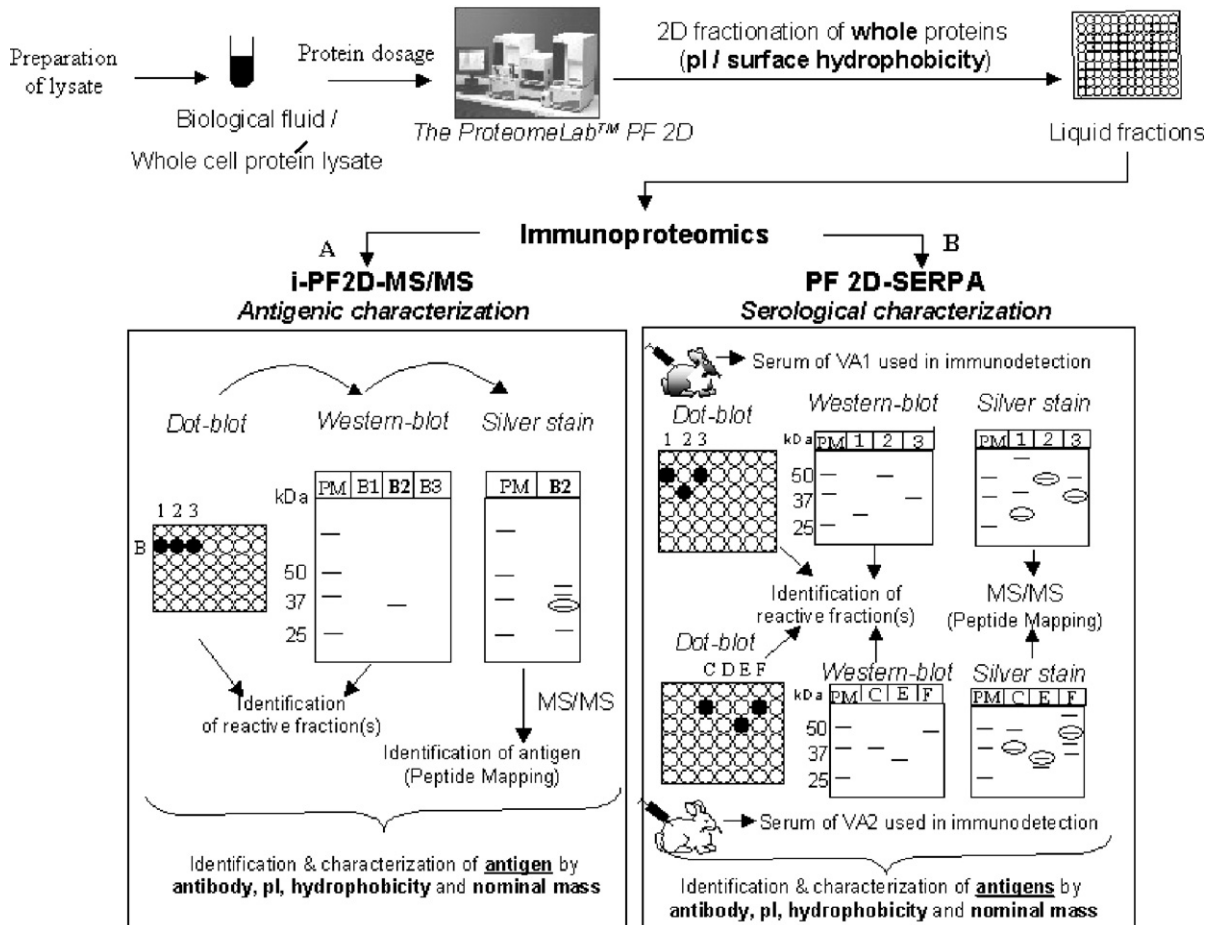 Preparation
of lysate
Protein dosage
2D fractionation of whole proteins
(pI / surface hydrophobicity)
Biological fluid /
Whole cell protein lysate
The ProteomeLab™ PF 2D
Liquid fractions
Immunoproteomics
A
B
i-PF2D-MS/MS
Antigenic characterization
PF 2D-SERPA
Serological characterization
Dot-blot
Western-blot
Silver stain
1 2 3
B
kDa
PM B1 B2 B3
50
37
25
PM B2
Identification
of reactive fraction(s)
MS/MS
Identification of antigen
(Peptide Mapping)
Identification & characterization of antigen by
antibody, pI, hydrophobicity and nominal mass
Serum of VA1 used in immunodetection
Dot-blot
Western-blot
Silver stain
1 2 3
kDa
PM 1 2 3
50
37
25
PM 1 2 3
Identification of
reactive fraction(s)
MS/MS
(Peptide Mapping)
Dot-blot
C D E F
Western-blot
Silver stain
kDa
PM C E F
50
37
25
PM C E F
Serum of VA2 used in immunodetection
Identification & characterization of antigens by
antibody, pI, hydrophobicity and nominal mass